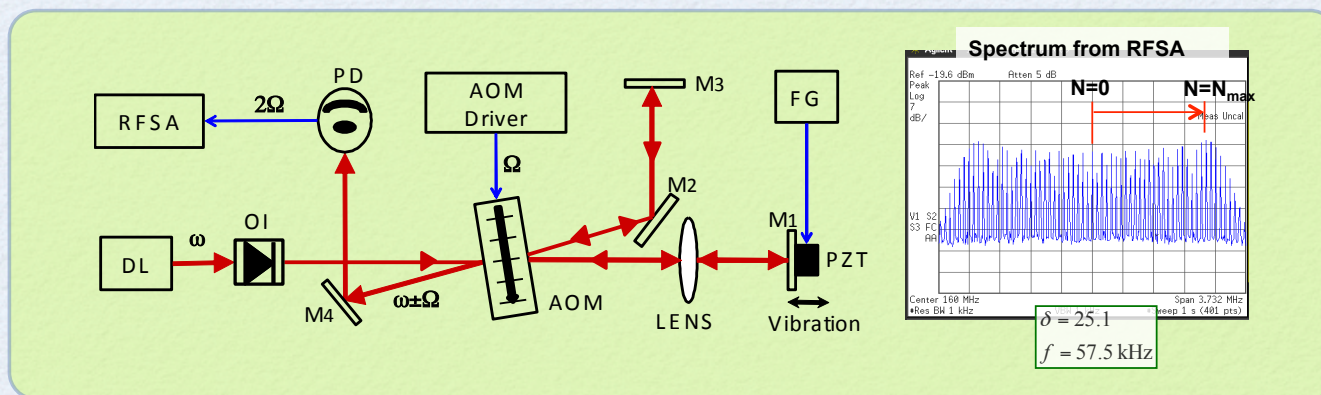 PD
RFSA
2Ω
AOM
Driver
Ω
M3
FG
M2
M1
PZT
OI
ω
DL
M4
ω±Ω
AOM
LENS
Vibration
Spectrum from RFSA
Ref -19.6 dBm Atten 5 dB
Peak
Log
7
dB/
N=0
N=Nmax
Meas Uncal
V1 S2
S3 FC
AA
Center 160 MHz Span 3.732 MHz
•Res BW 1 kHz 1 s (401 pts)
δ = 25.1
f = 57.5 kHz